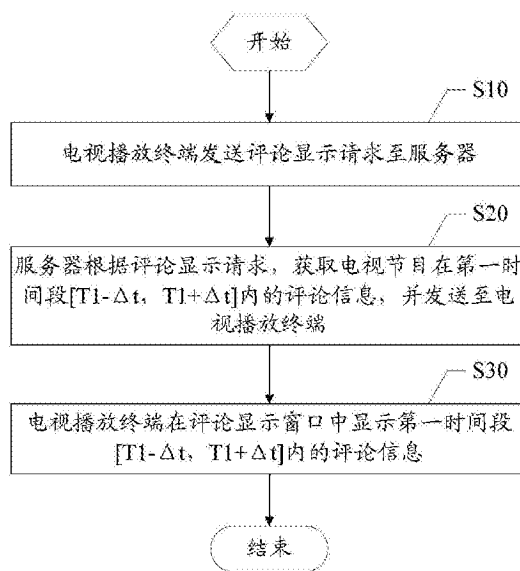 开始
S10
电视播放终端发送评论显示请求至服务器
S20
服务器根据评论显示请求，获取电视节目在第一时
间段[T1-Δt，T1+Δt]内的评论信息，并发送至电
视播放终端
S30
电视播放终端在评论显示窗口中显示第一时间段
[T1-Δt，T1+Δt]内的评论信息
结束